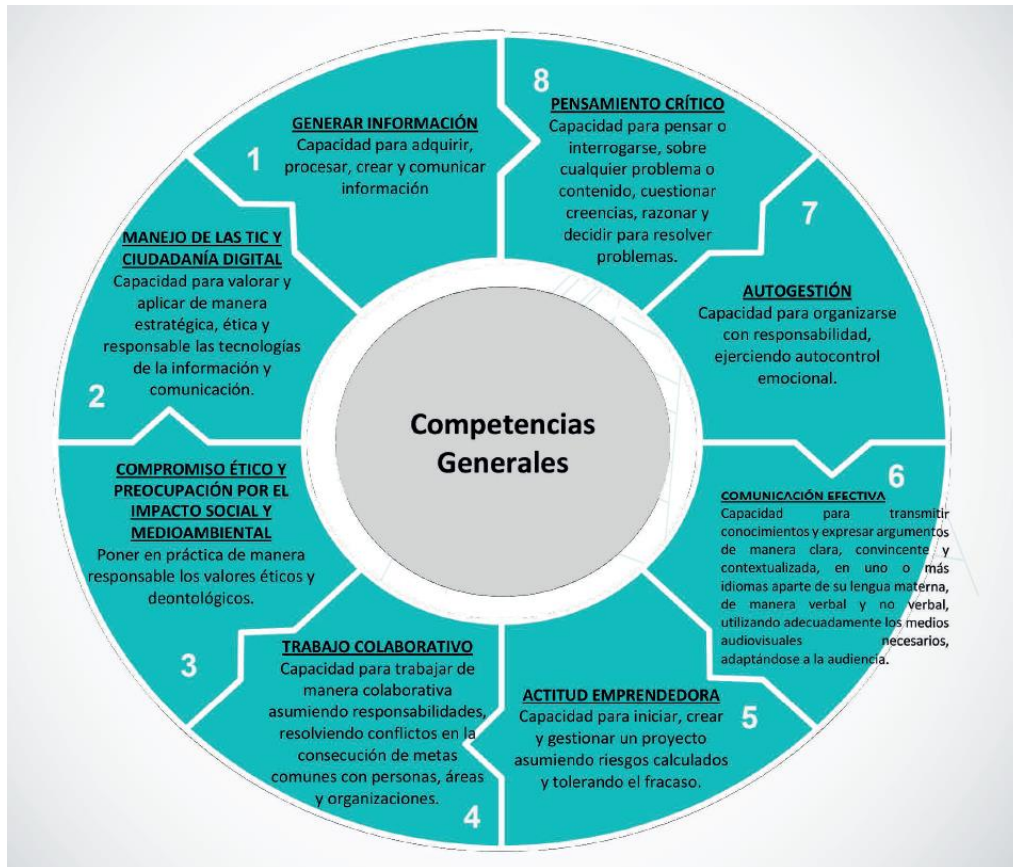 1
GENERAR INFORMACIÓN
Capacidad para adquirir,
procesar, crear y comunicar
información
2
MANEJO DE LAS TIC Y
CIUDADANÍA DIGITAL
Capacidad para valorar y
aplicar de manera
estratégica, ética y
responsable las tecnologías
de la información y
comunicación.
3
COMPROMISO ÉTICO Y
PREOCUPACIÓN POR EL
IMPACTO SOCIAL Y
MEDIOAMBIENTAL
Poner en práctica de manera
responsable los valores éticos y
deontológicos.
4
TRABAJO COLABORATIVO
Capacidad para trabajar de
manera colaborativa
asumiendo responsabilidades,
resolviendo conflictos en la
consecución de metas
comunes con personas, áreas
y organizaciones.
5
ACTITUD EMPRENDEDORA
Capacidad para iniciar, crear
y gestionar un proyecto
asumiendo riesgos calculados
y tolerando el fracaso.
6
COMUNICACIÓN EFECTIVA
Capacidad para transmitir
conocimientos y expresar argumentos
de manera clara, convincente y
contextualizada, en uno o más
idiomas aparte de su lengua materna,
de manera verbal y no verbal,
utilizando adecuadamente los medios
audiovisuales necesarios,
adaptándose a la audiencia.
7
AUTOGESTIÓN
Capacidad para organizarse
con responsabilidad,
ejerciendo autocontrol
emocional.
8
PENSAMIENTO CRÍTICO
Capacidad para pensar o
interrogarse, sobre
cualquier problema o
contenido, cuestionar
creencias, razonar y
decidir para resolver
problemas.
Competencias
Generales